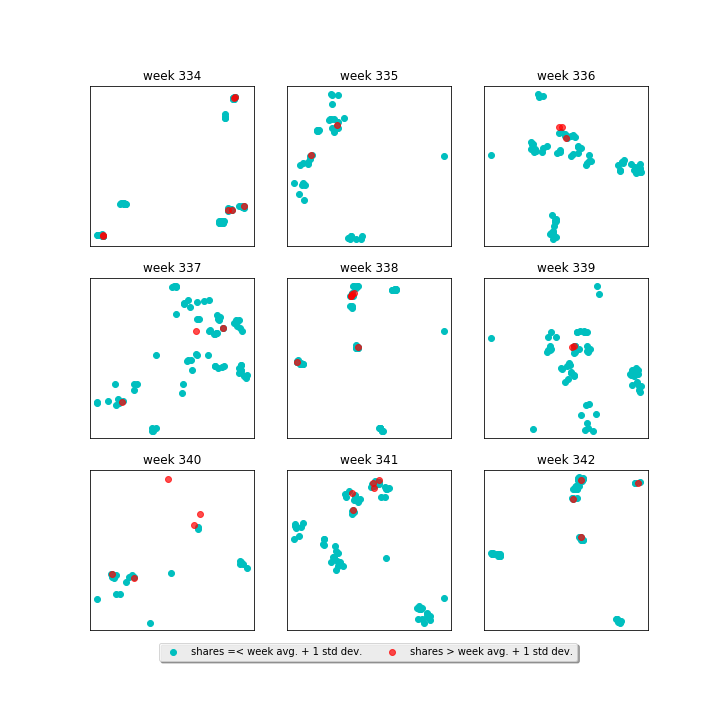 week 334
week 335
week 336
week 337
week 338
week 339
week 340
week 341
week 342
shares =< week avg. + 1 std dev.
shares > week avg. + 1 std dev.